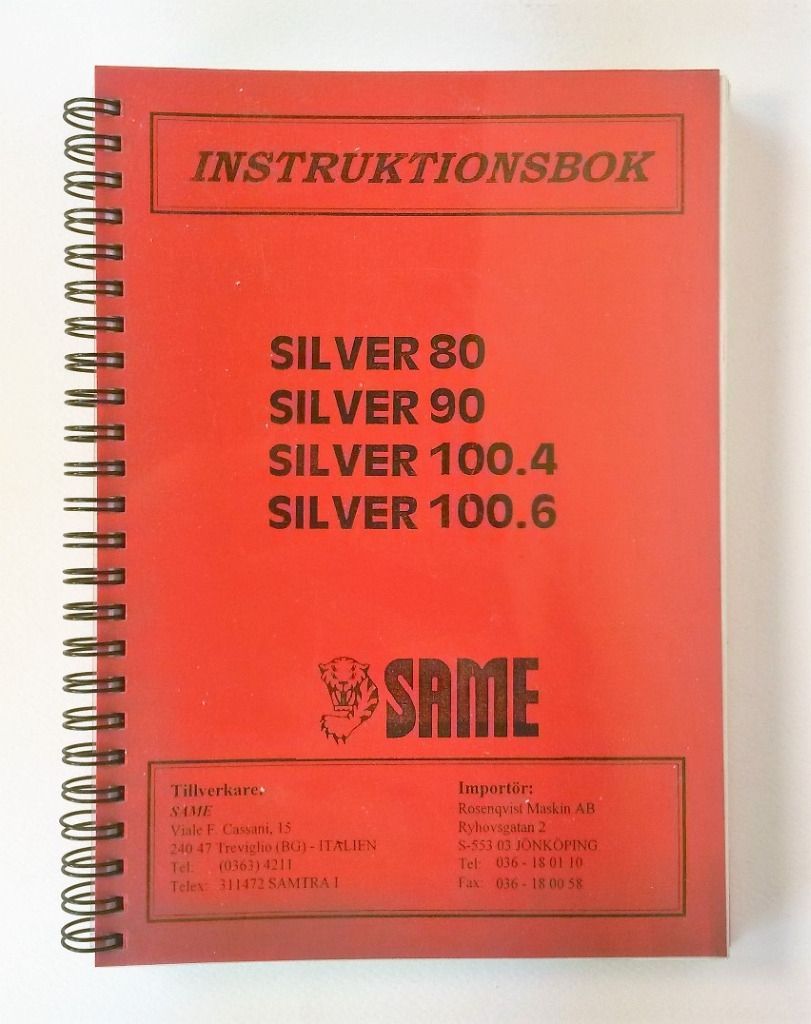 INSTRUKTIONSBOK
SILVER 80
SILVER 90
SILVER 100.4
SILVER 100.6
SAME
Tillverkare:
SAME
Viale F. Cassani, 15
240 47 Treviglio (BG) - ITALIEN
Tel: (0363) 4211
Telex: 311472 SAMTRA I
Importör:
Rosenqvist Maskin AB
Ryhovsgatan 2
S-553 03 JÖNKÖPING
Tel: 036 - 18 01 10
Fax: 036 - 18 00 58